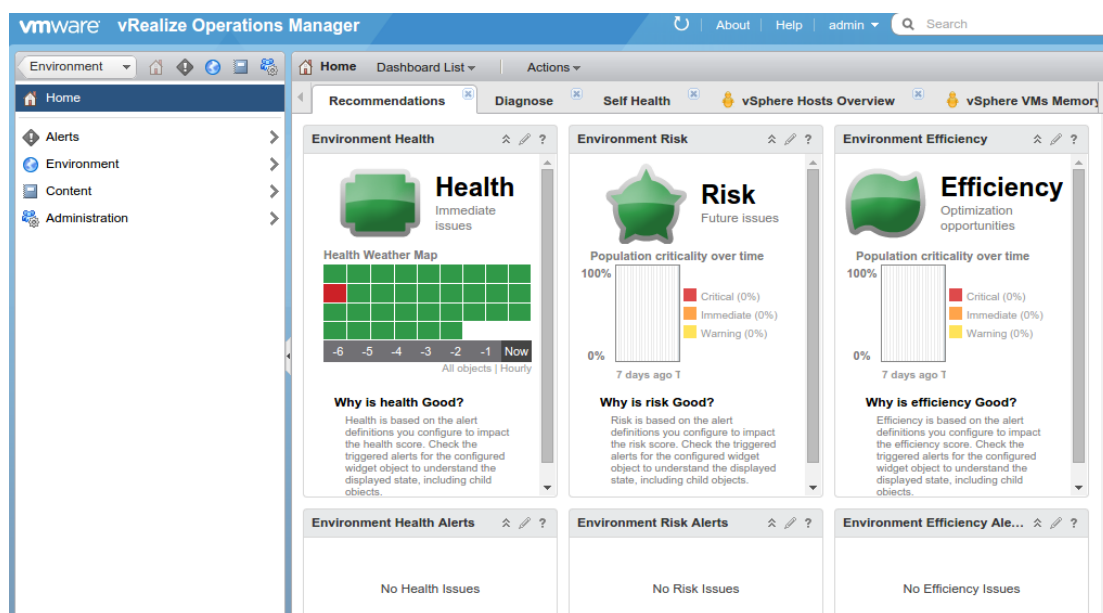 vmware vRealize Operations Manager
About Help admin Search
Environment
Home Dashboard List Actions
Home
Recommendations Diagnose Self Health vSphere Hosts Overview vSphere VMs Memory
Alerts
Environment
Content
Administration
Environment Health ?
Health
Immediate
issues
Health Weather Map
-6 -5 -4 -3 -2 -1 Now
All objects | Hourly
Why is health Good?
Health is based on the alert
definitions you configure to impact
the health score. Check the
triggered alerts for the configured
widget object to understand the
displayed state, including child
objects.
Environment Risk ?
Risk
Future issues
Population criticality over time
100%
Critical (0%)
Immediate (0%)
Warning (0%)
0%
7 days ago T
Why is risk Good?
Risk is based on the alert
definitions you configure to impact
the risk score. Check the triggered
alerts for the configured widget
object to understand the displayed
state, including child objects.
Environment Efficiency ?
Efficiency
Optimization
opportunities
Population criticality over time
100%
Critical (0%)
Immediate (0%)
Warning (0%)
0%
7 days ago T
Why is efficiency Good?
Efficiency is based on the alert
definitions you configure to impact
the efficiency score. Check the
triggered alerts for the configured
widget object to understand the
displayed state, including child
objects.
Environment Health Alerts ?
No Health Issues
Environment Risk Alerts ?
No Risk Issues
Environment Efficiency Ale... ?
No Efficiency Issues